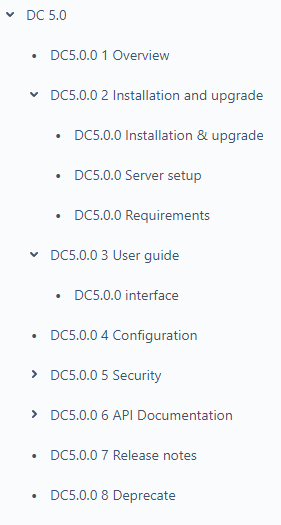 DC 5.0
DC5.0.0 1 Overview
DC5.0.0 2 Installation and upgrade
DC5.0.0 Installation & upgrade
DC5.0.0 Server setup
DC5.0.0 Requirements
DC5.0.0 3 User guide
DC5.0.0 interface
DC5.0.0 4 Configuration
DC5.0.0 5 Security
DC5.0.0 6 API Documentation
DC5.0.0 7 Release notes
DC5.0.0 8 Deprecate